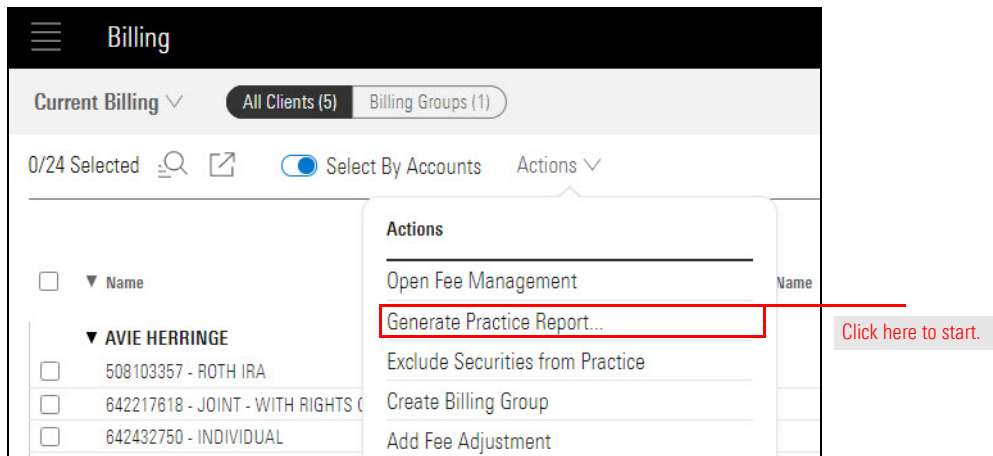 Billing
Current Billing
All Clients (5)
Billing Groups (1)
0/24 Selected
Select By Accounts
Actions
Actions
Open Fee Management
Name
Name
Generate Practice Report...
Click here to start.
AVIE HERRINGE
Exclude Securities from Practice
508103357 - ROTH IRA
642217618 - JOINT - WITH RIGHTS
Create Billing Group
642432750 - INDIVIDUAL
Add Fee Adjustment